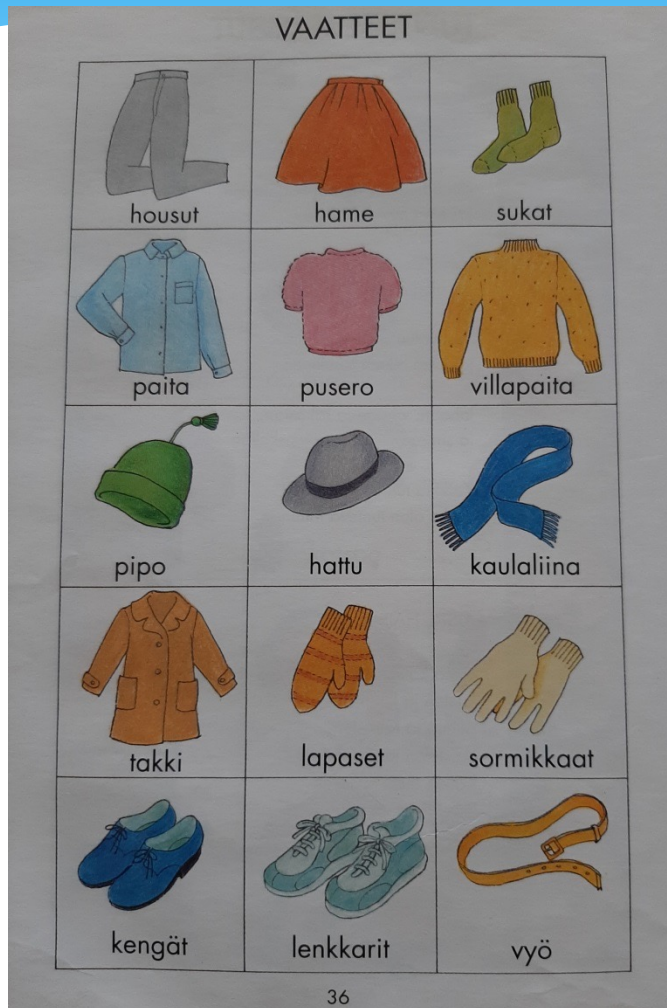 VAATTEET
housut hame sukat
paita pusero villapaita
pipo hattu kaulaliina
takki lapaset sormikkaat
kengät lenkkarit vyö
36